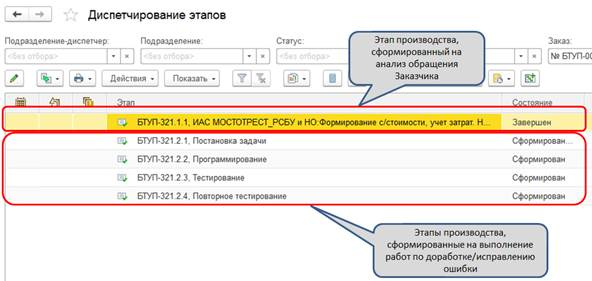 Диспетчирование этапов
Подразделение-диспетчер: Подразделение: Статус: Заказ:
<без отбора> <без отбора> <без отбора> № БТУП-00
Этап производства,
сформированный на
анализ обращения
Заказчика
Действия Показать
Этап Состояние
БТУП-321.1.1, ИАС МОСТОТРЕСТ_РСБУ и НО:Формирование с/стоимости, учет затрат. Н... Завершен
БТУП-321.2.1, Постановка задачи Сформирован...
БТУП-321.2.2, Программирование Сформирован
БТУП-321.2.3, Тестирование Сформирован
БТУП-321.2.4, Повторное тестирование Сформирован
Этапы производства,
сформированные на выполнение
работ по доработке/исправлению
ошибки